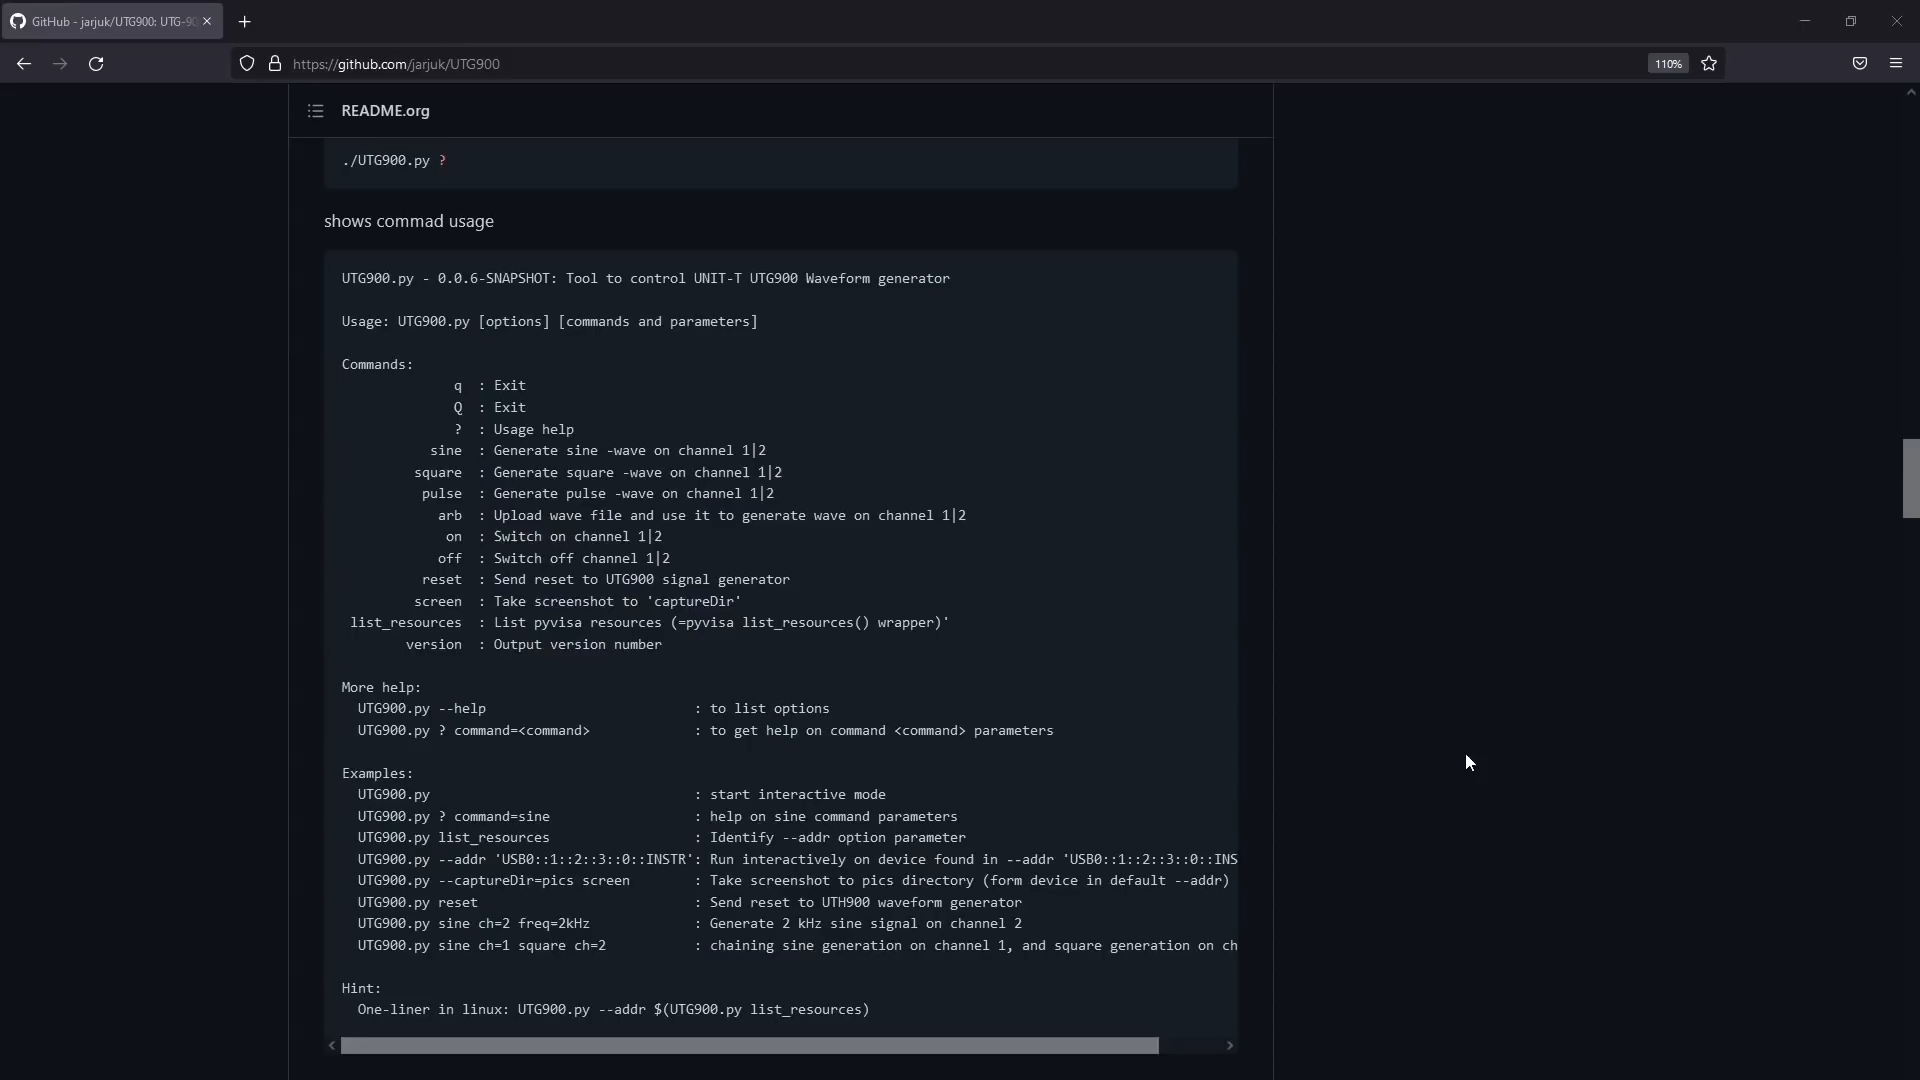 GitHub - jarjuk/UTG900: UTG-90
https://github.com/jarjuk/UTG900
110%
README.org
./UTG900.py ?
shows commad usage
UTG900.py - 0.0.6-SNAPSHOT: Tool to control UNIT-T UTG900 Waveform generator
Usage: UTG900.py [options] [commands and parameters]
Commands:
q : Exit
Q : Exit
? : Usage help
sine : Generate sine -wave on channel 1|2
square : Generate square -wave on channel 1|2
pulse : Generate pulse -wave on channel 1|2
arb : Upload wave file and use it to generate wave on channel 1|2
on : Switch on channel 1|2
off : Switch off channel 1|2
reset : Send reset to UTG900 signal generator
screen : Take screenshot to 'captureDir'
list_resources : List pyvisa resources (=pyvisa list_resources() wrapper)'
version : Output version number
More help:
UTG900.py --help : to list options
UTG900.py ? command=<command> : to get help on command <command> parameters
Examples:
UTG900.py : start interactive mode
UTG900.py ? command=sine : help on sine command parameters
UTG900.py list_resources : Identify --addr option parameter
UTG900.py --addr 'USB0::1::2::3::0::INSTR': Run interactively on device found in --addr 'USB0::1::2::3::0::INS
UTG900.py --captureDir=pics screen : Take screenshot to pics directory (form device in default --addr)
UTG900.py reset : Send reset to UTH900 waveform generator
UTG900.py sine ch=2 freq=2kHz : Generate 2 kHz sine signal on channel 2
UTG900.py sine ch=1 square ch=2 : chaining sine generation on channel 1, and square generation on ch
Hint:
One-liner in linux: UTG900.py --addr $(UTG900.py list_resources)